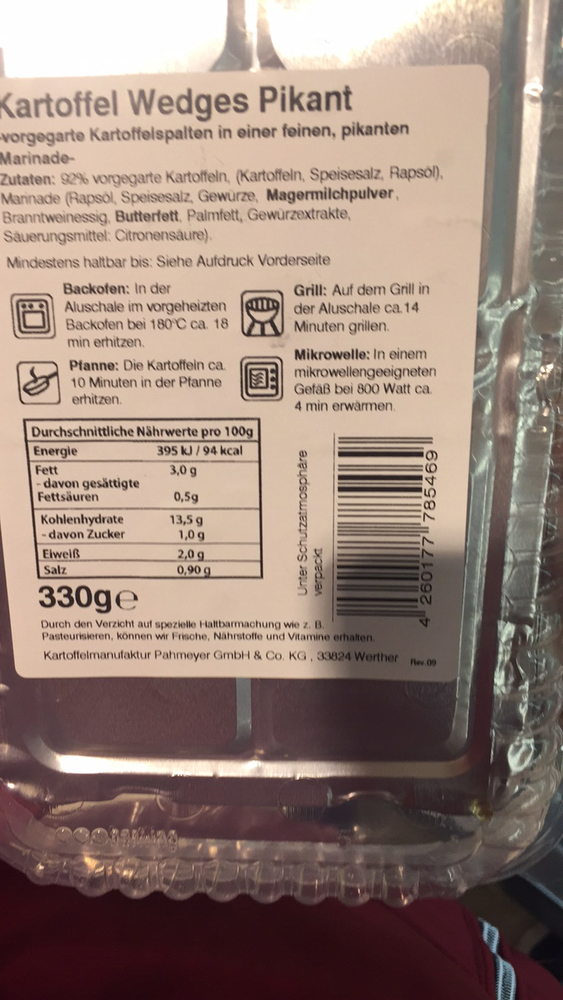 Kartoffel Wedges Pikant
-vorgegarte Kartoffelspalten in einer feinen, pikanten
Marinade-
Zutaten: 92% vorgegarte Kartoffeln, (Kartoffeln, Speisesalz, Rapsöl),
Marinade (Rapsöl, Speisesalz, Gewürze, Magermilchpulver,
Branntweinessig, Butterfett, Palmfett, Gewürzextrakte,
Säuerungsmittel: Citronensäure).
Mindestens haltbar bis: Siehe Aufdruck Vorderseite
Backofen: In der
Aluschale im vorgeheizten
Backofen bei 180°C ca. 18
min erhitzen.
Pfanne: Die Kartoffeln ca.
10 Minuten in der Pfanne
erhitzen.
Grill: Auf dem Grill in
der Aluschale ca.14
Minuten grillen.
Mikrowelle: In einem
mikrowellengeeigneten
Gefäß bei 800 Watt ca.
4 min erwärmen.
Durchschnittliche Nährwerte pro 100g
Energie 395 kJ / 94 kcal
Fett 3,0 g
- davon gesättigte
Fettsäuren 0,5g
Kohlenhydrate 13,5 g
- davon Zucker 1,0 g
Eiweiß 2,0 g
Salz 0,90 g
Unter Schutzatmosphäre
verpackt
4 260177 785469
330g e
Durch den Verzicht auf spezielle Haltbarmachung wie z. B.
Pasteurisieren, können wir Frische, Nährstoffe und Vitamine erhalten.
Kartoffelmanufaktur Pahmeyer GmbH & Co. KG , 33824 Werther Rev.09